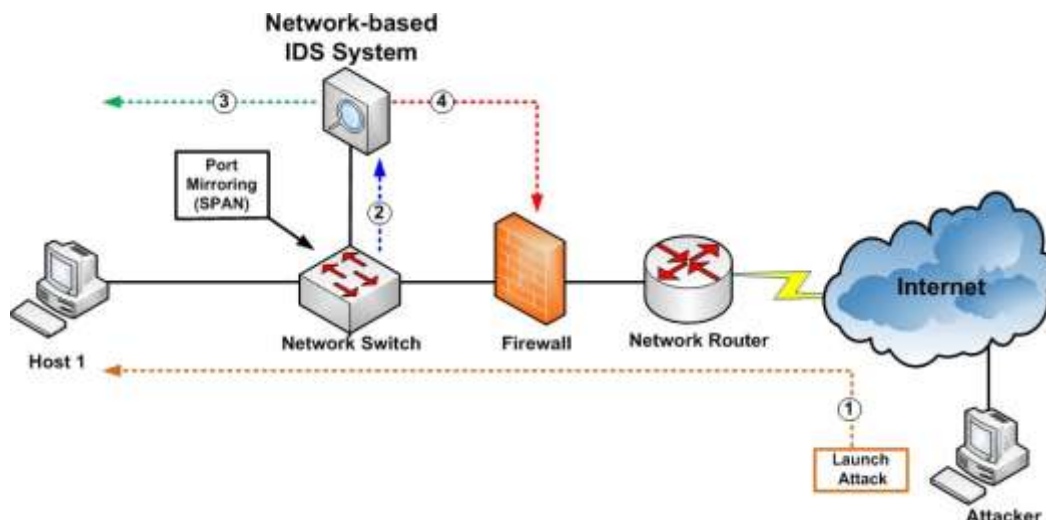 Network-based
IDS System
3
4
Port
Mirroring
(SPAN)
2
Internet
Network Switch
Firewall
Network Router
Host 1
1
Launch
Attack
Attacker